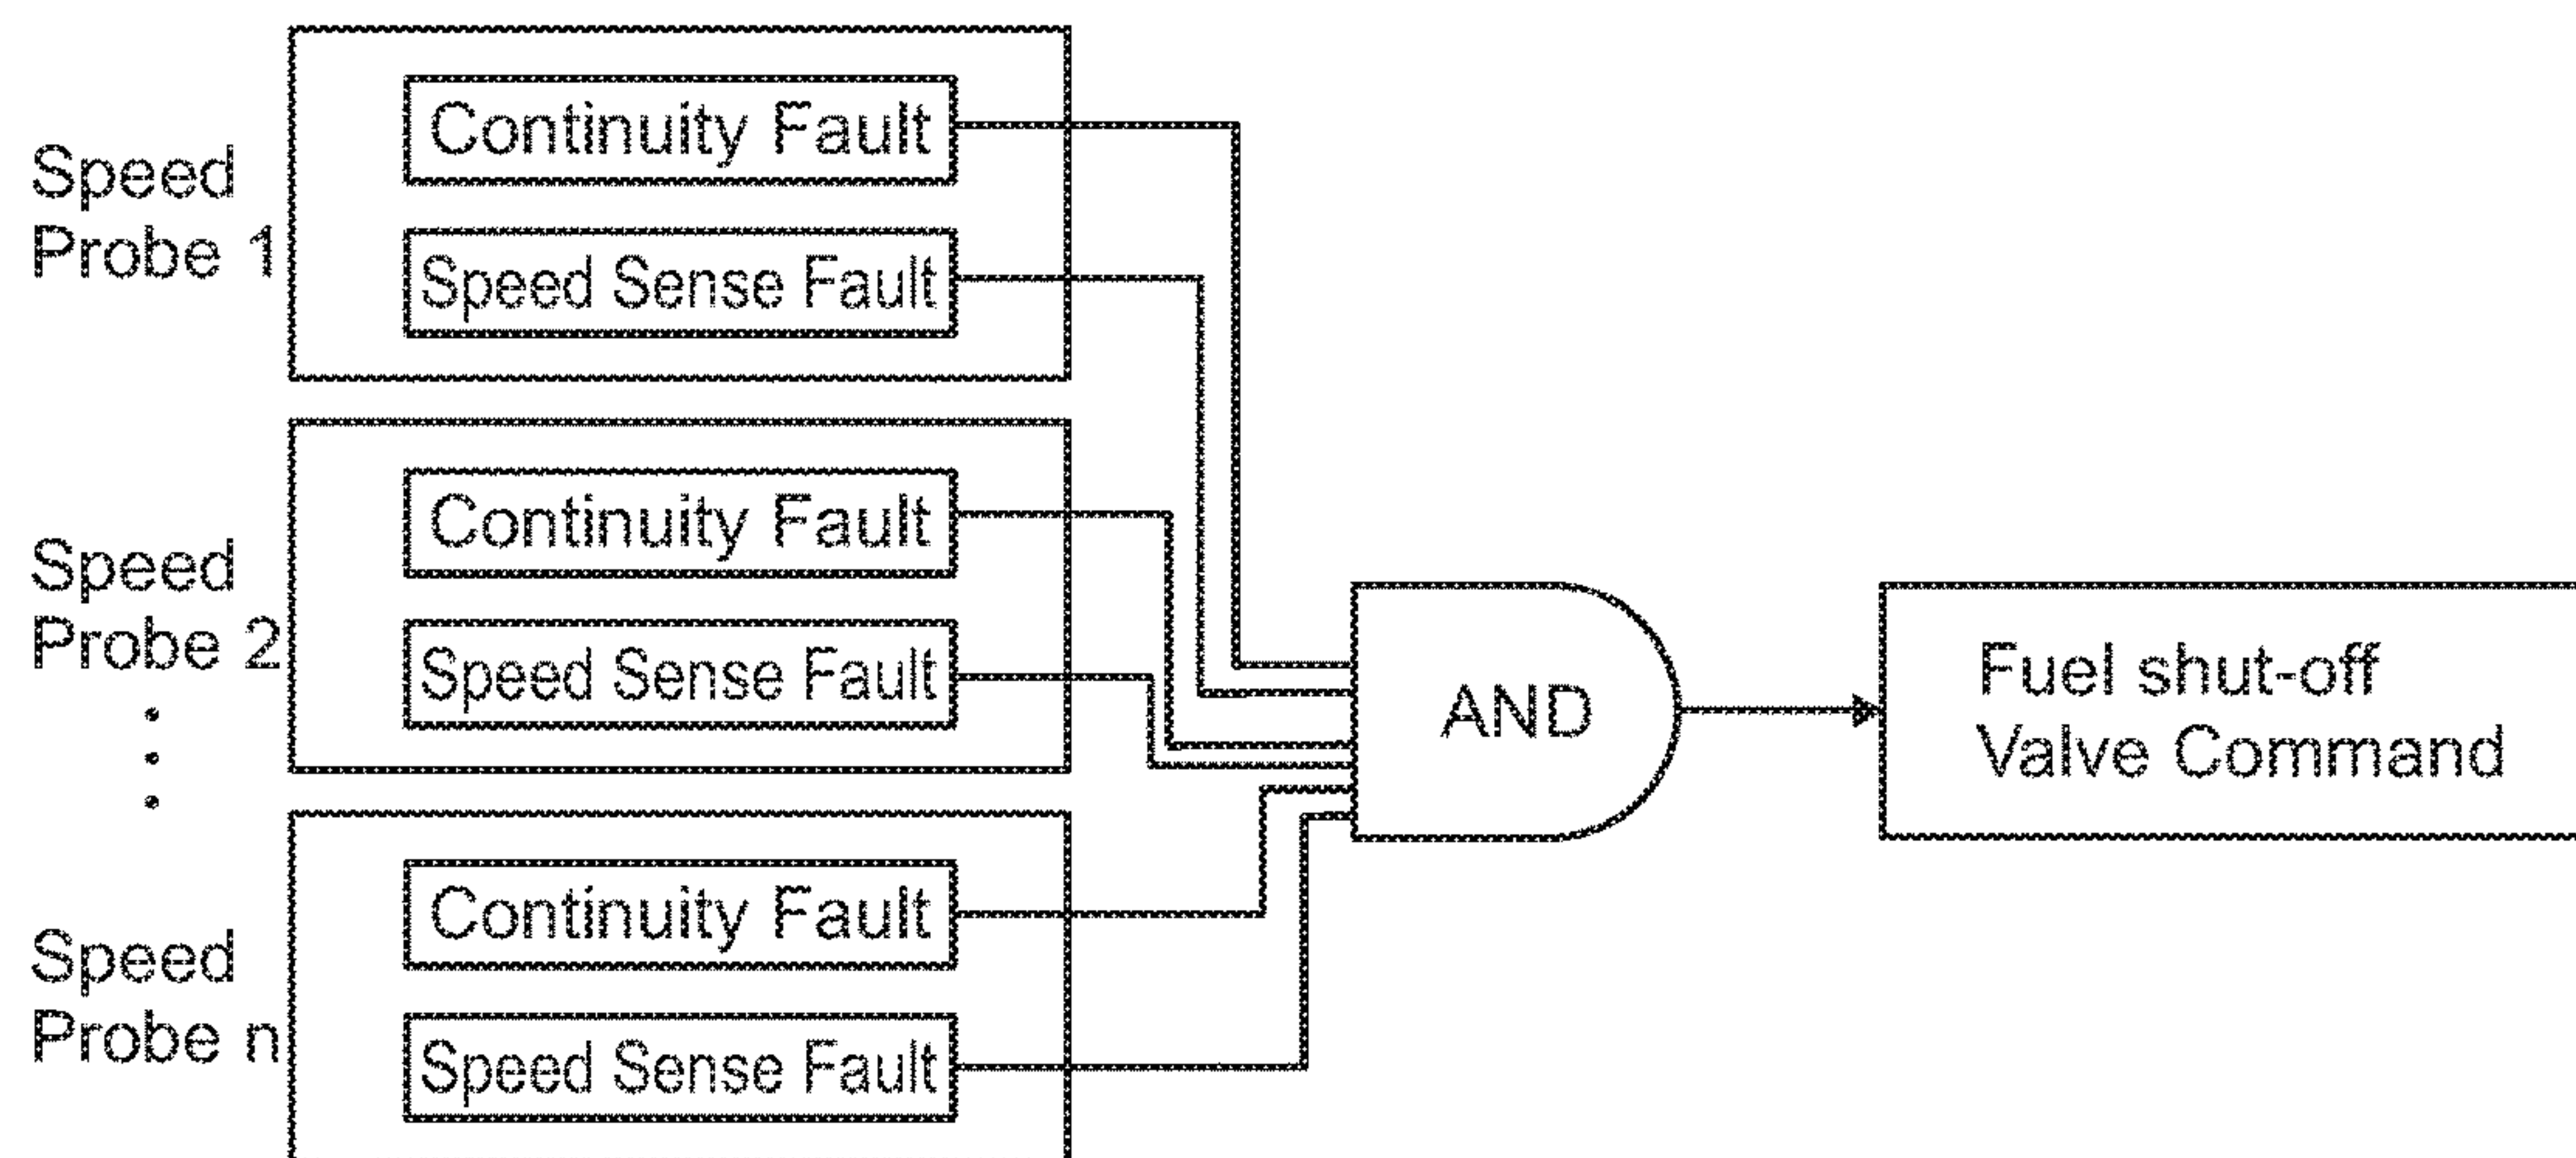 Speed
Probe 1
Continuity Fault
Speed Sense Fault
Speed
Probe 2
Continuity Fault
Speed Sense Fault
Speed
Probe n
Continuity Fault
Speed Sense Fault
AND
Fuel shut-off
Valve Command